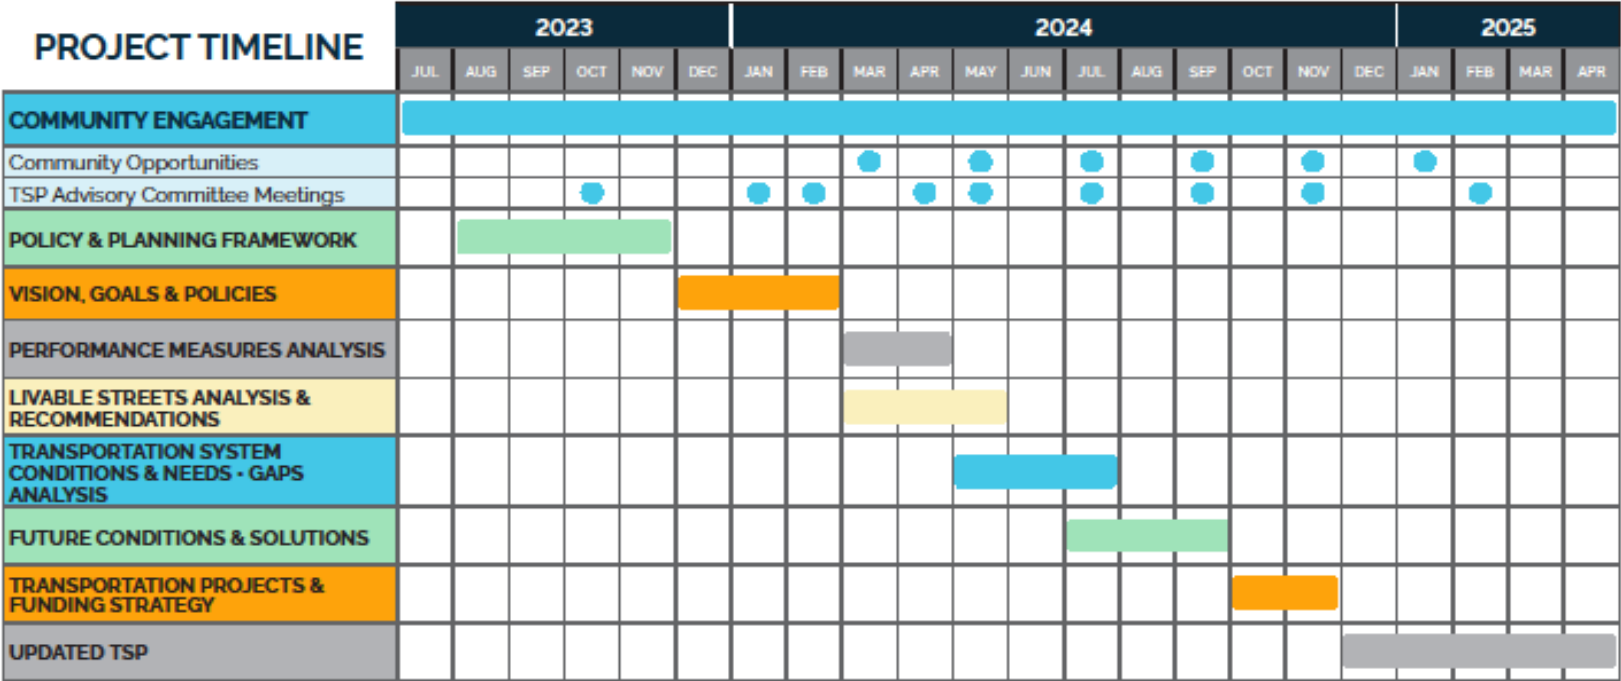 PROJECT TIMELINE
2023 2024 2025
JUL AUG SEP OCT NOV DEC JAN FEB MAR APR MAY JUN JUL AUG SEP OCT NOV DEC JAN FEB MAR APR
COMMUNITY ENGAGEMENT
Community Opportunities
TSP Advisory Committee Meetings
POLICY & PLANNING FRAMEWORK
VISION, GOALS & POLICIES
PERFORMANCE MEASURES ANALYSIS
LIVABLE STREETS ANALYSIS &
RECOMMENDATIONS
TRANSPORTATION SYSTEM
CONDITIONS & NEEDS - GAPS
ANALYSIS
FUTURE CONDITIONS & SOLUTIONS
TRANSPORTATION PROJECTS &
FUNDING STRATEGY
UPDATED TSP